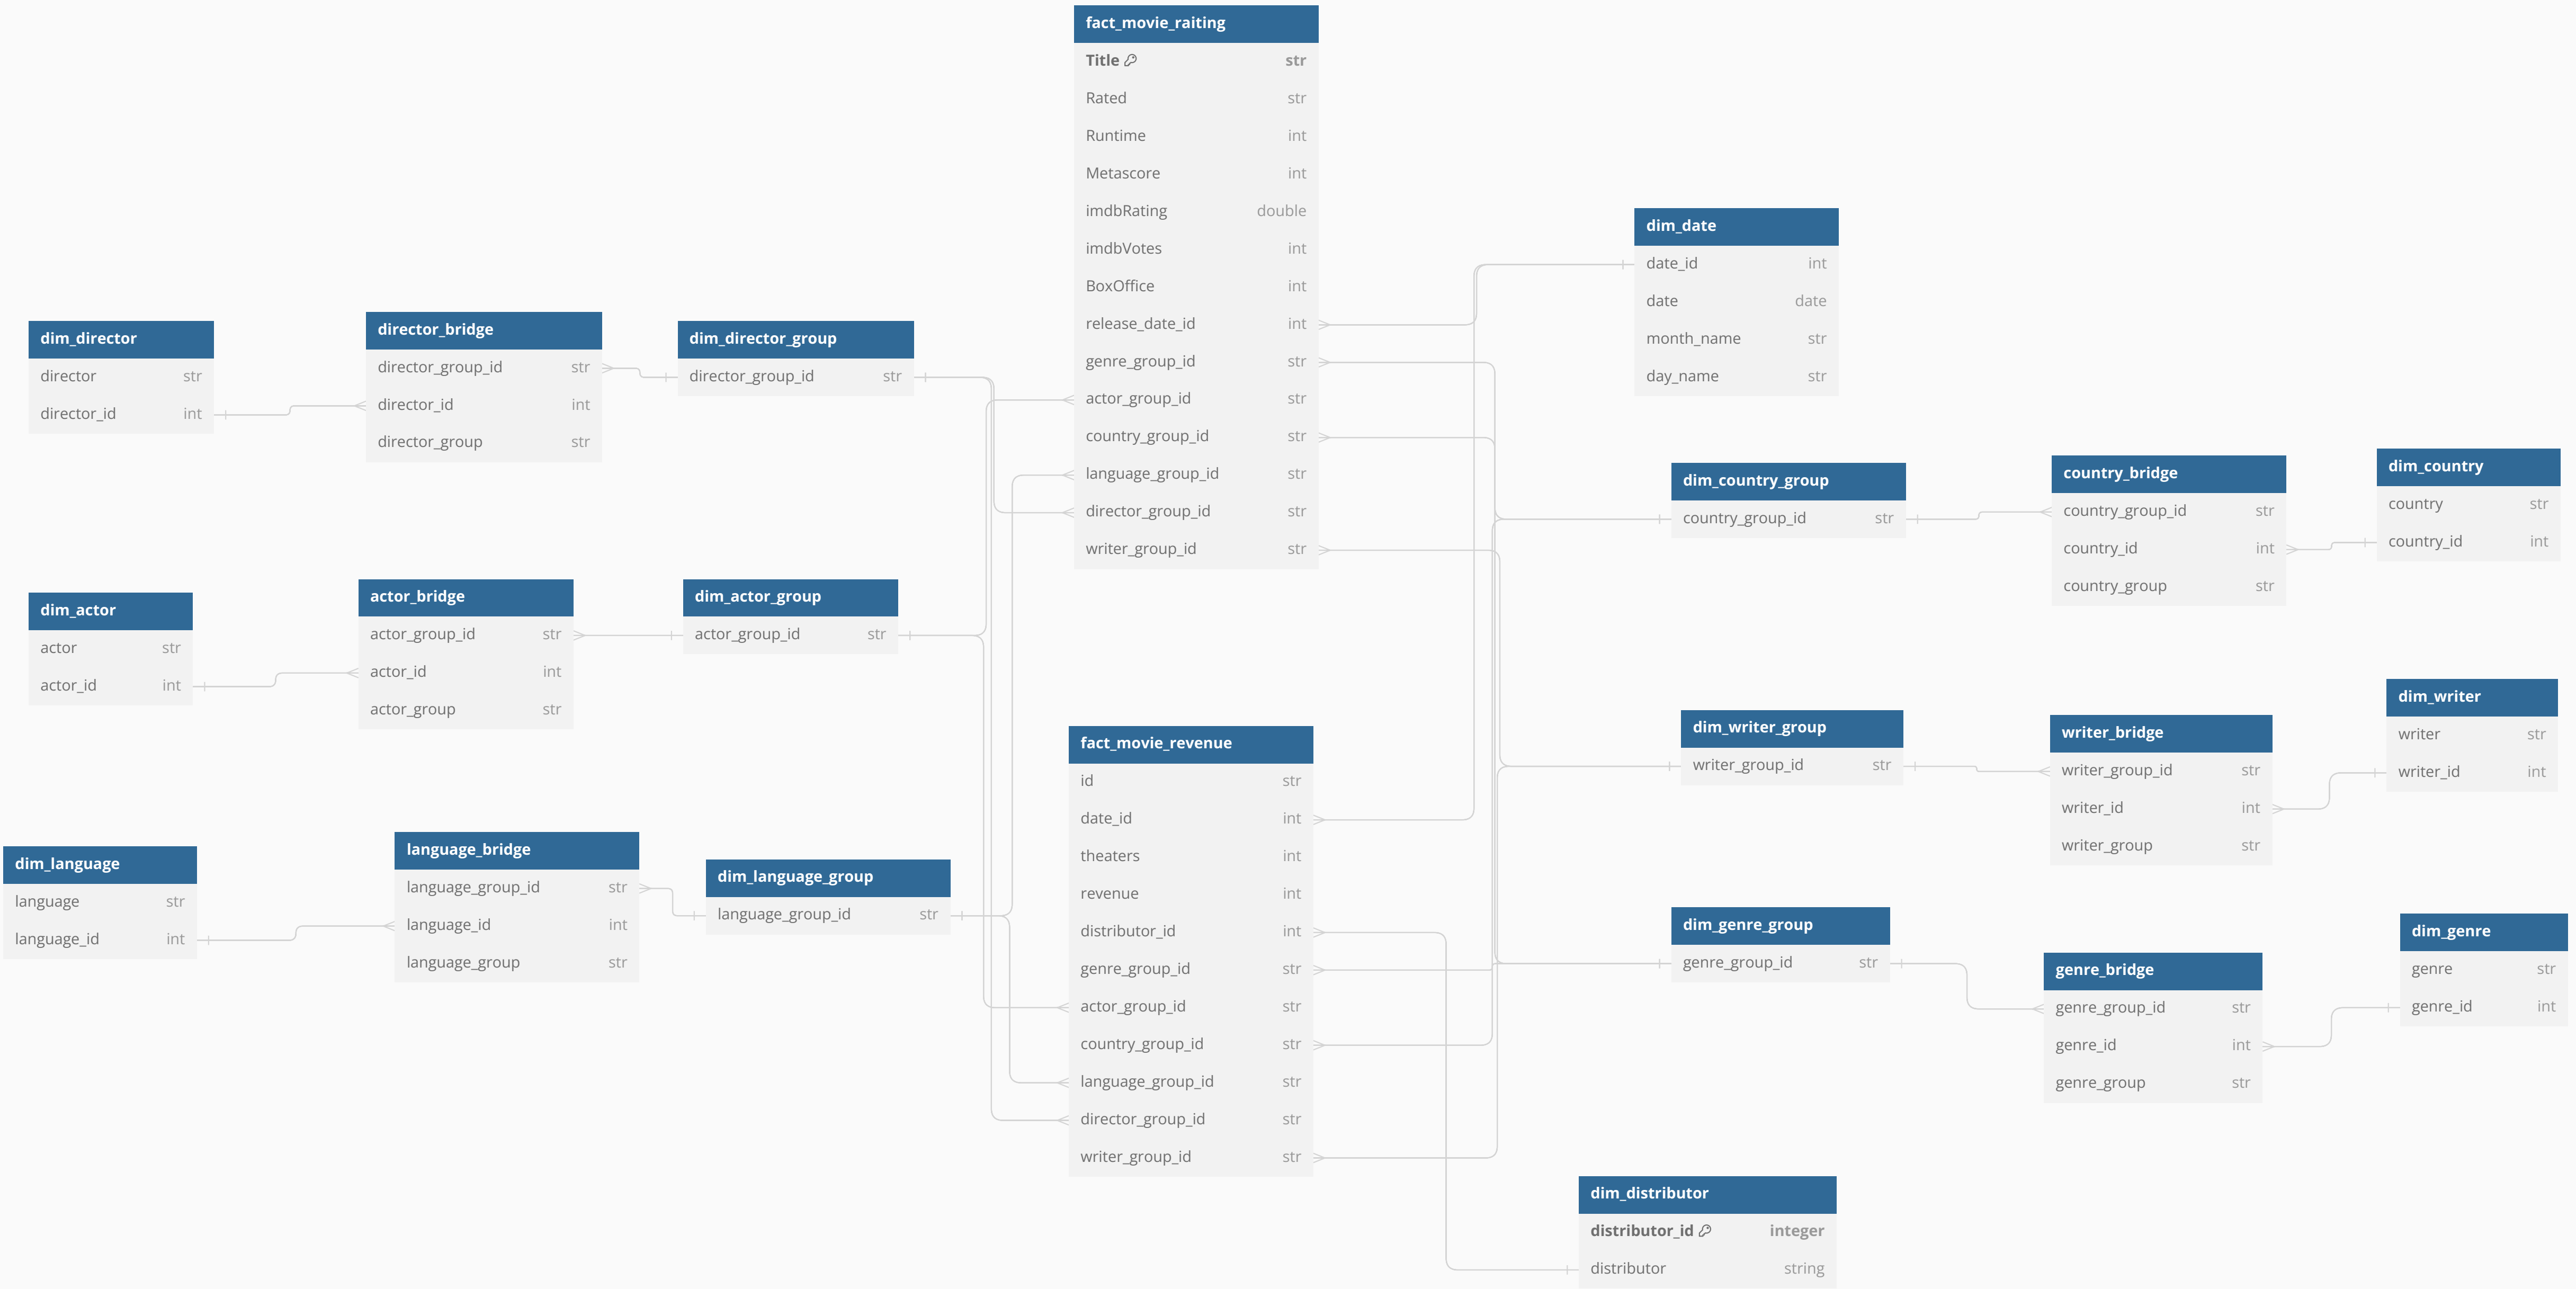 fact_movie_raiting
Title str
Rated str
Runtime int
Metascore int
imdbRating double
imdbVotes int
BoxOffice int
release_date_id int
genre_group_id str
actor_group_id str
country_group_id str
language_group_id str
director_group_id str
writer_group_id str
dim_date
date_id int
date date
month_name str
day_name str
dim_director
director str
director_id int
director_bridge
director_group_id str
director_id int
director_group str
dim_director_group
director_group_id str
dim_country_group
country_group_id str
country_bridge
country_group_id str
country_id int
country_group str
dim_country
country str
country_id int
dim_actor
actor str
actor_id int
actor_bridge
actor_group_id str
actor_id int
actor_group str
dim_actor_group
actor_group_id str
fact_movie_revenue
id str
date_id int
theaters int
revenue int
distributor_id int
genre_group_id str
actor_group_id str
country_group_id str
language_group_id str
director_group_id str
writer_group_id str
dim_writer_group
writer_group_id str
writer_bridge
writer_group_id str
writer_id int
writer_group str
dim_writer
writer str
writer_id int
dim_language
language str
language_id int
language_bridge
language_group_id str
language_id int
language_group str
dim_language_group
language_group_id str
dim_genre_group
genre_group_id str
genre_bridge
genre_group_id str
genre_id int
genre_group str
dim_genre
genre str
genre_id int
dim_distributor
distributor_id integer
distributor string